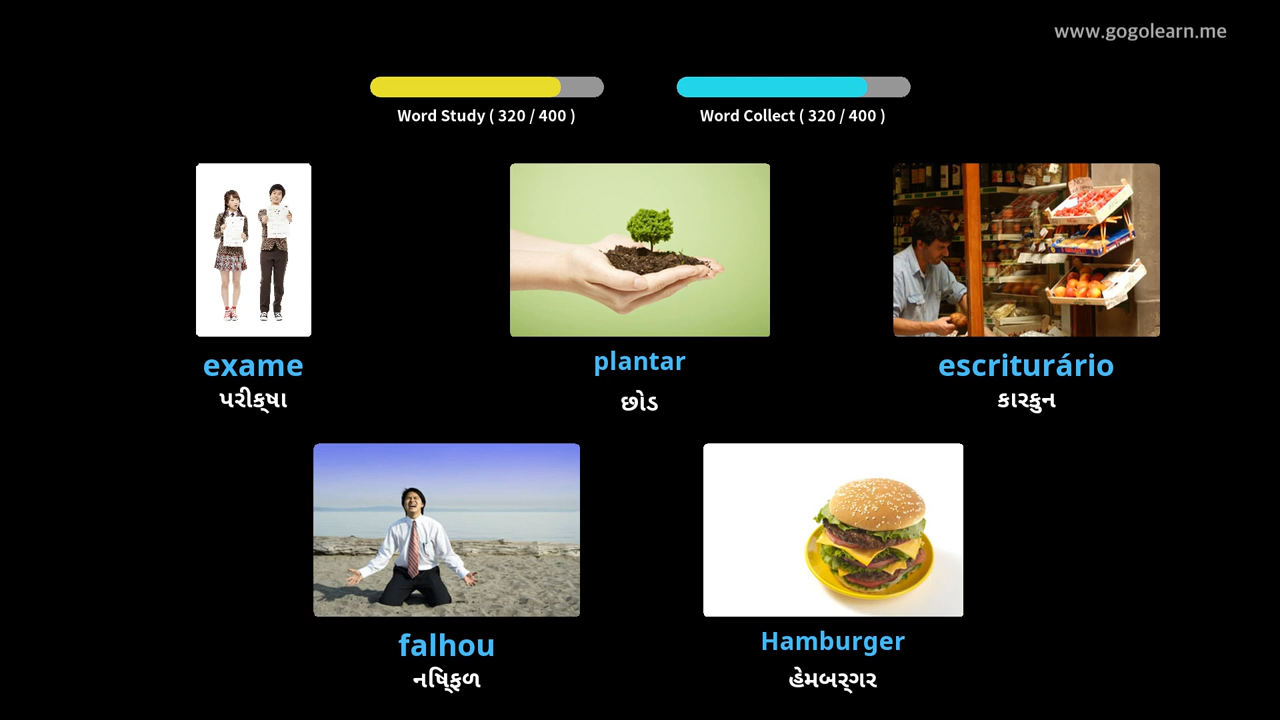 www.gogolearn.me
Word Study ( 320 / 400 )
Word Collect ( 320 / 400 )
exame
પરીક્ષા
plantar
છોડ
escriturário
કારકુન
falhou
નષ્િફળ
Hamburger
હેમબર્ગર